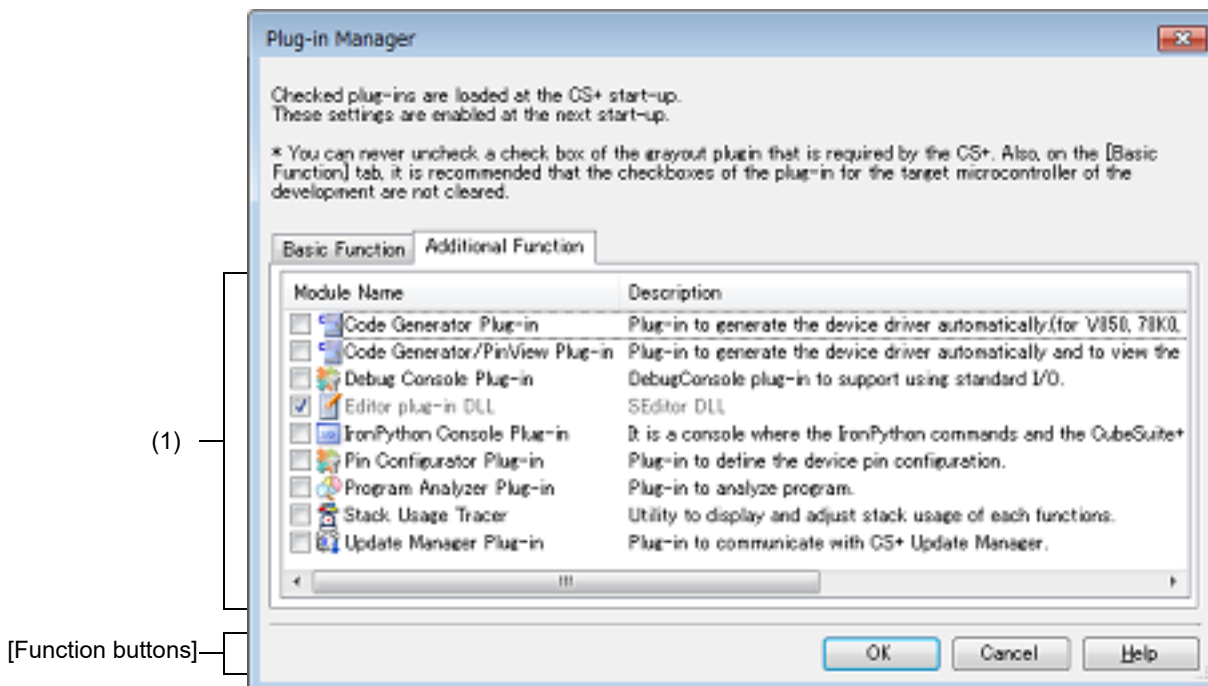 Plug-in Manager
Checked plug-ins are loaded at the CS+ start-up.
These settings are enabled at the next start-up.
* You can never uncheck a check box of the grayout plugin that is required by the CS+. Also, on the [Basic
Function] tab, it is recommended that the checkboxes of the plug-in for the target microcontroller of the
development are not cleared.
Basic Function Additional Function
Module Name Description
Code Generator Plug-in Plug-in to generate the device driver automatically.(for V850, 78K0,
Code Generator/PinView Plug-in Plug-in to generate the device driver automatically and to view the
Debug Console Plug-in DebugConsole plug-in to support using standard I/O.
Editor plug-in DLL SEditor DLL
(1) IronPython Console Plug-in It is a console where the IronPython commands and the CubeSuite+
Pin Configurator Plug-in Plug-in to define the device pin configuration.
Program Analyzer Plug-in Plug-in to analyze program.
Stack Usage Tracer Utility to display and adjust stack usage of each functions.
Update Manager Plug-in Plug-in to communicate with CS+ Update Manager.
[Function buttons] OK Cancel Help